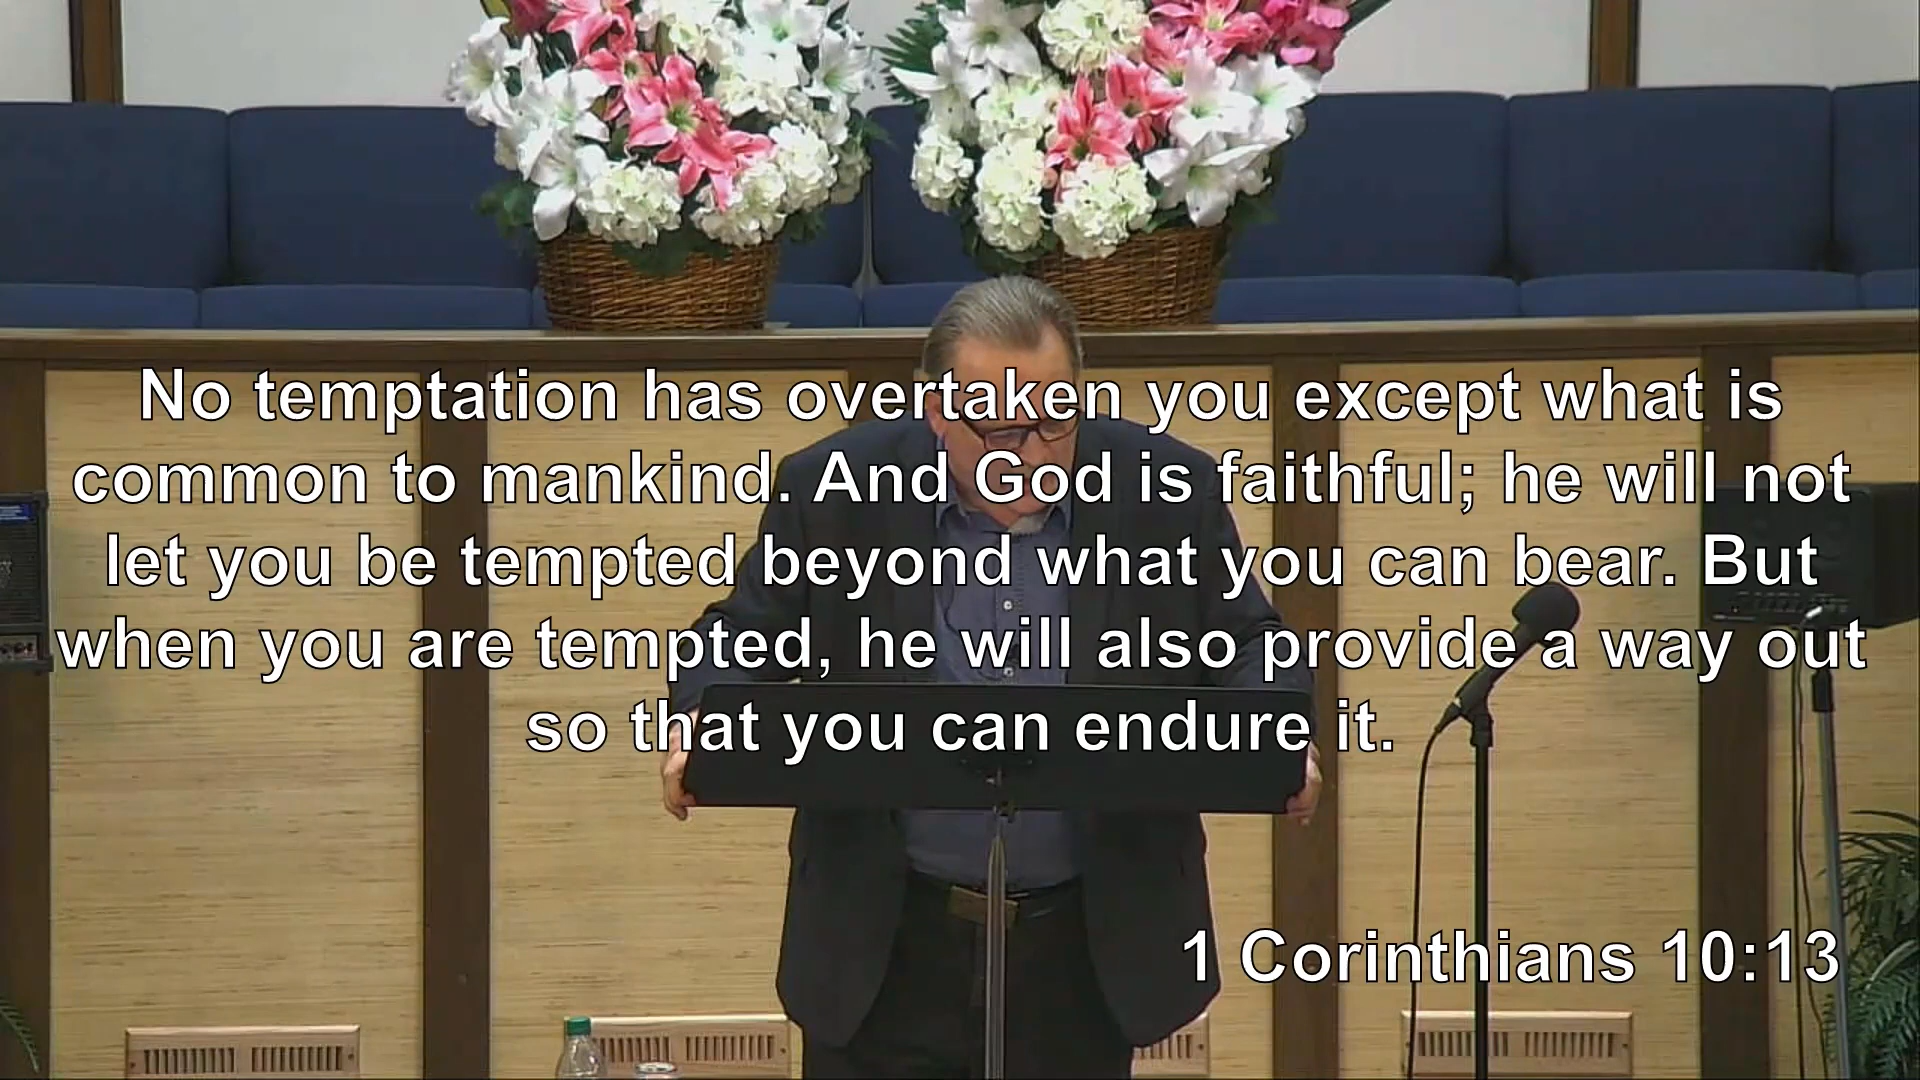 No temptation has overtaken you except what is
common to mankind. And God is faithful; he will not
let you be tempted beyond what you can bear. But
when you are tempted, he will also provide a way out
so that you can endure it.
1 Corinthians 10:13